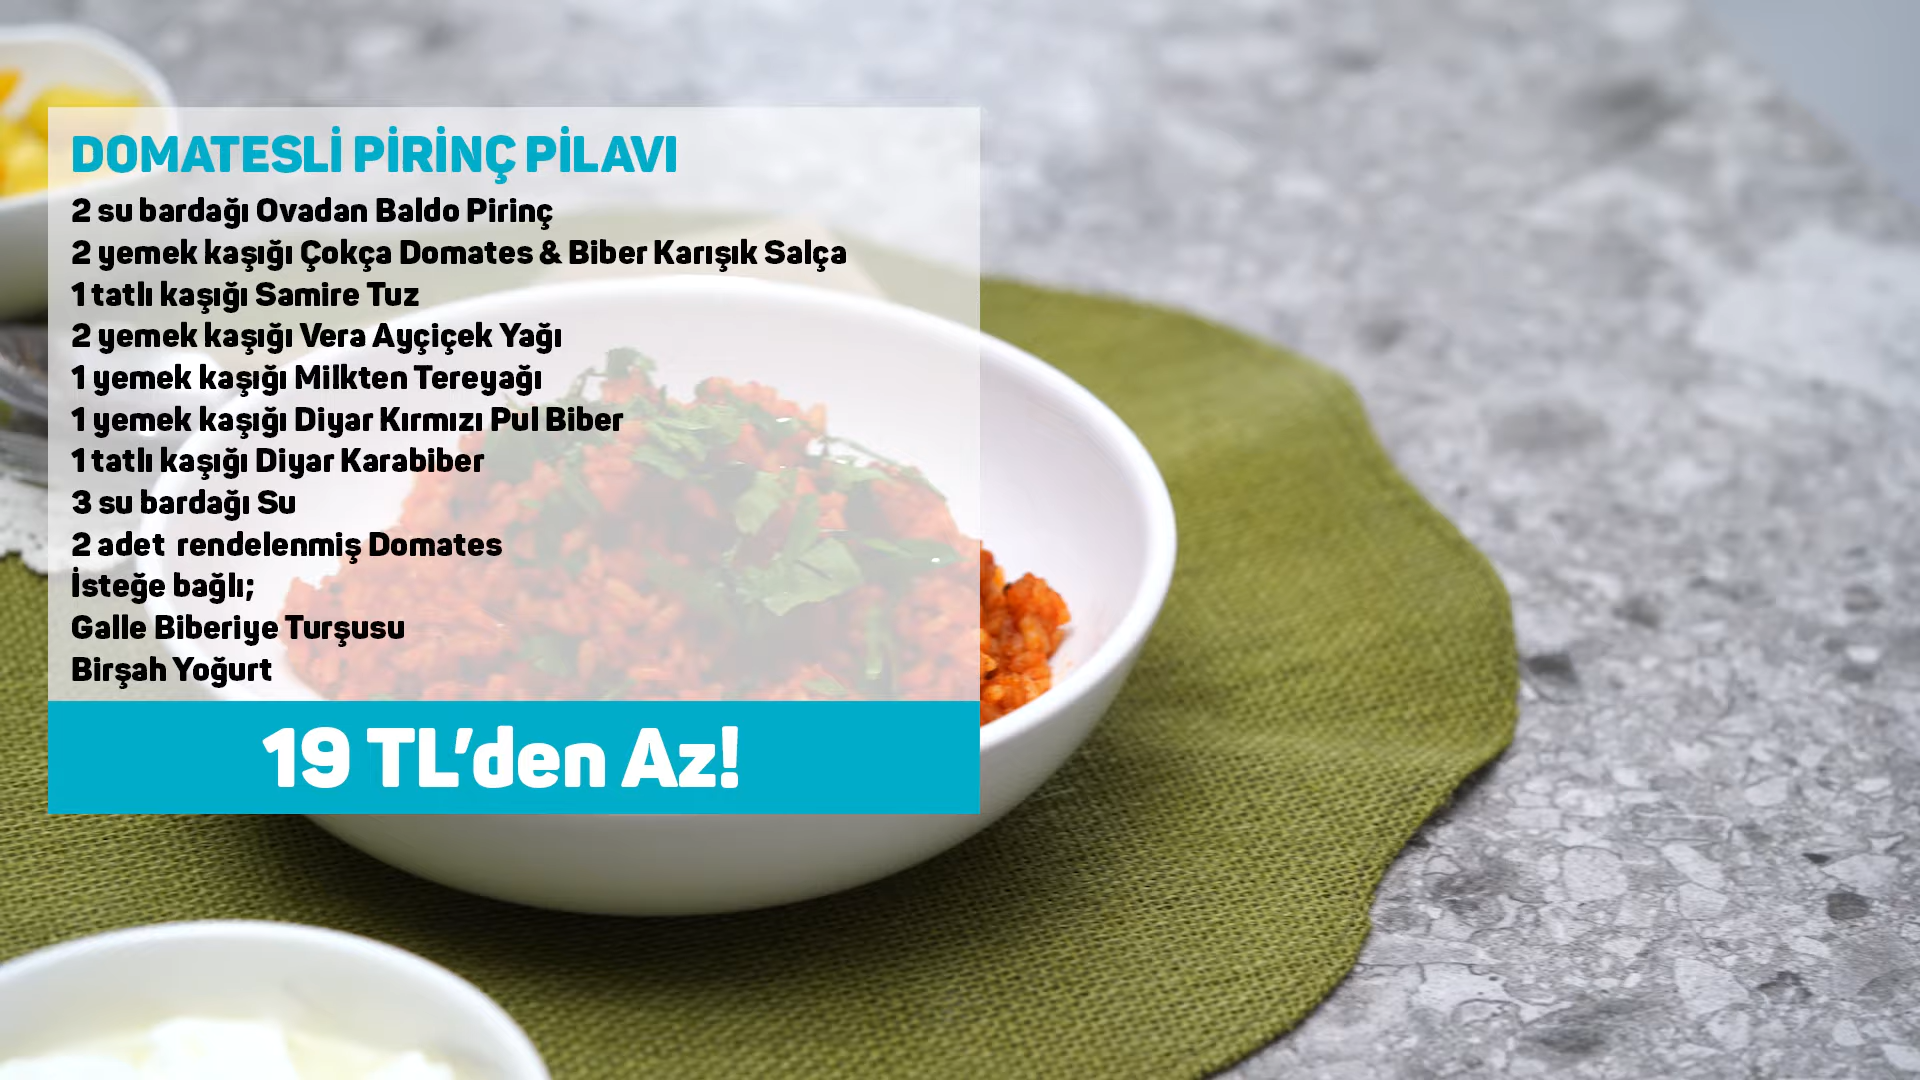 DOMATESLİ PİRİNÇ PİLAVI
2 su bardağı Ovadan Baldo Pirinç
2 yemek kaşığı Çokça Domates & Biber Karışık Salça
1 tatlı kaşığı Samire Tuz
2 yemek kaşığı Vera Ayçiçek Yağı
1 yemek kaşığı Milkten Tereyağı
1 yemek kaşığı Diyar Kırmızı Pul Biber
1 tatlı kaşığı Diyar Karabiber
3 su bardağı Su
2 adet rendelenmiş Domates
İsteğe bağlı;
Galle Biberiye Turşusu
Birşah Yoğurt
19 TL’den Az!